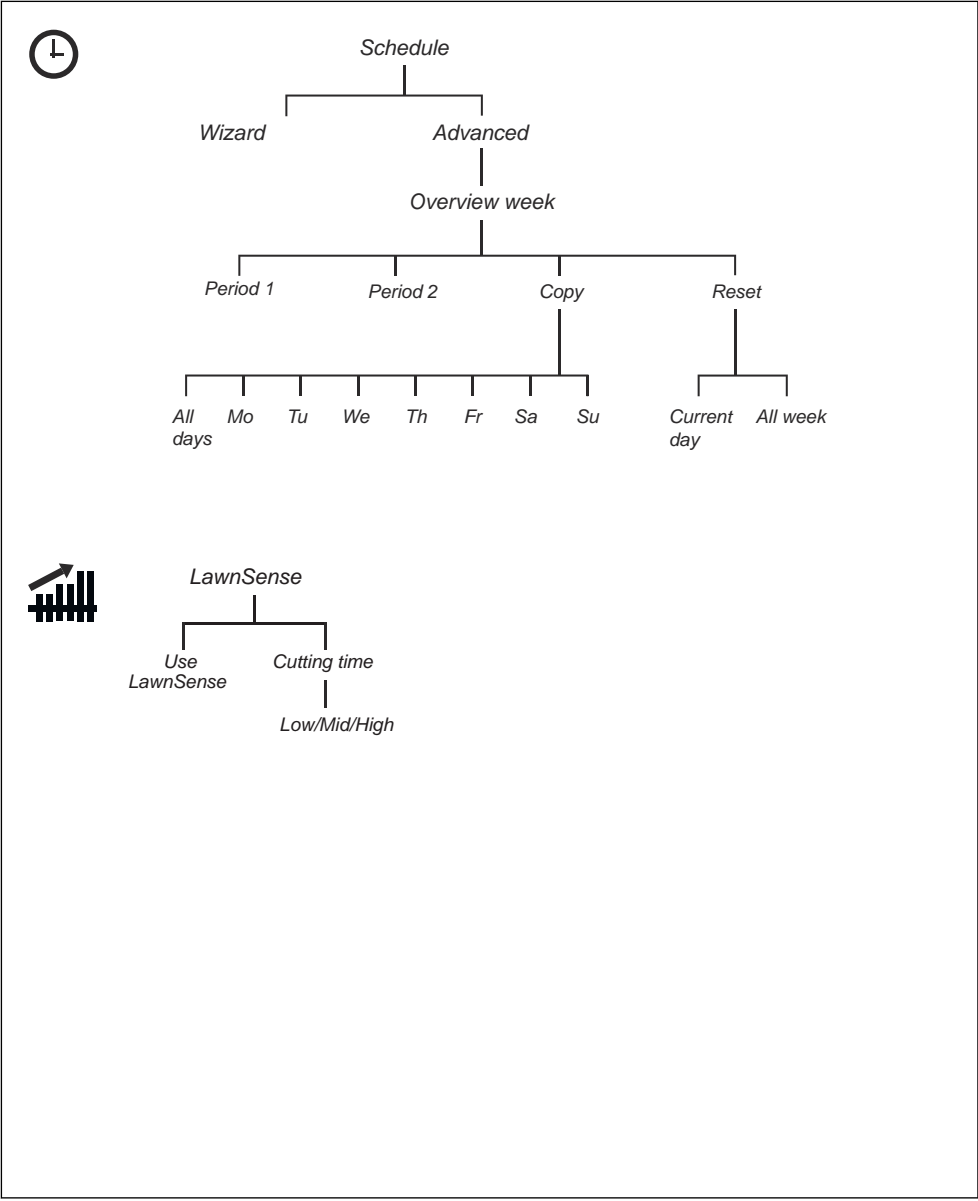 Schedule
Wizard
Advanced
Overview week
Period 1
Period 2
Copy
Reset
All
days
Mo
Tu
We
Th
Fr
Sa
Su
Current
day
All week
LawnSense
Use
LawnSense
Cutting time
Low/Mid/High